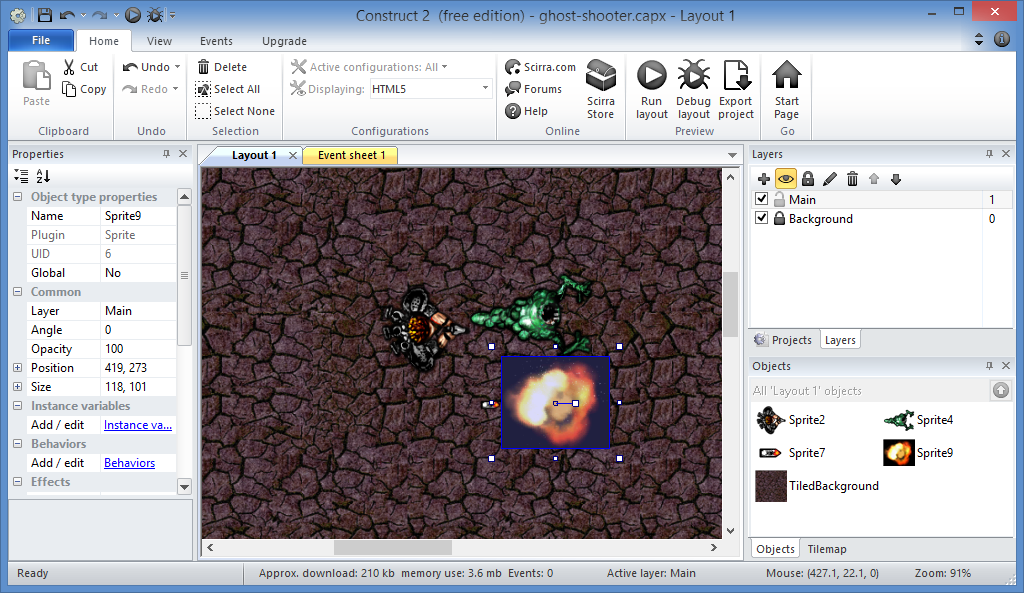 Construct 2 (free edition) - ghost-shooter.capx - Layout 1
File Home View Events Upgrade
Paste
Cut
Copy
Clipboard
Undo
Redo
Undo
Delete
Select All
Select None
Selection
Active configurations: All
Displaying: HTML5
Configurations
Scirra.com
Forums
Help
Scirra
Store
Online
Run
layout
Debug
layout
Export
project
Preview
Start
Page
Go
Properties
Object type properties
Name Sprite9
Plugin Sprite
UID 6
Global No
Common
Layer Main
Angle 0
Opacity 100
Position 419, 273
Size 118, 101
Instance variables
Add / edit Instance va...
Behaviors
Add / edit Behaviors
Effects
Layout 1 Event sheet 1
Layers
Main 1
Background 0
Projects Layers
Objects
All 'Layout 1' objects
Sprite2 Sprite4
Sprite7 Sprite9
TiledBackground
Objects Tilemap
Ready Approx. download: 210 kb memory use: 3.6 mb Events: 0 Active layer: Main Mouse: (427.1, 22.1, 0) Zoom: 91%